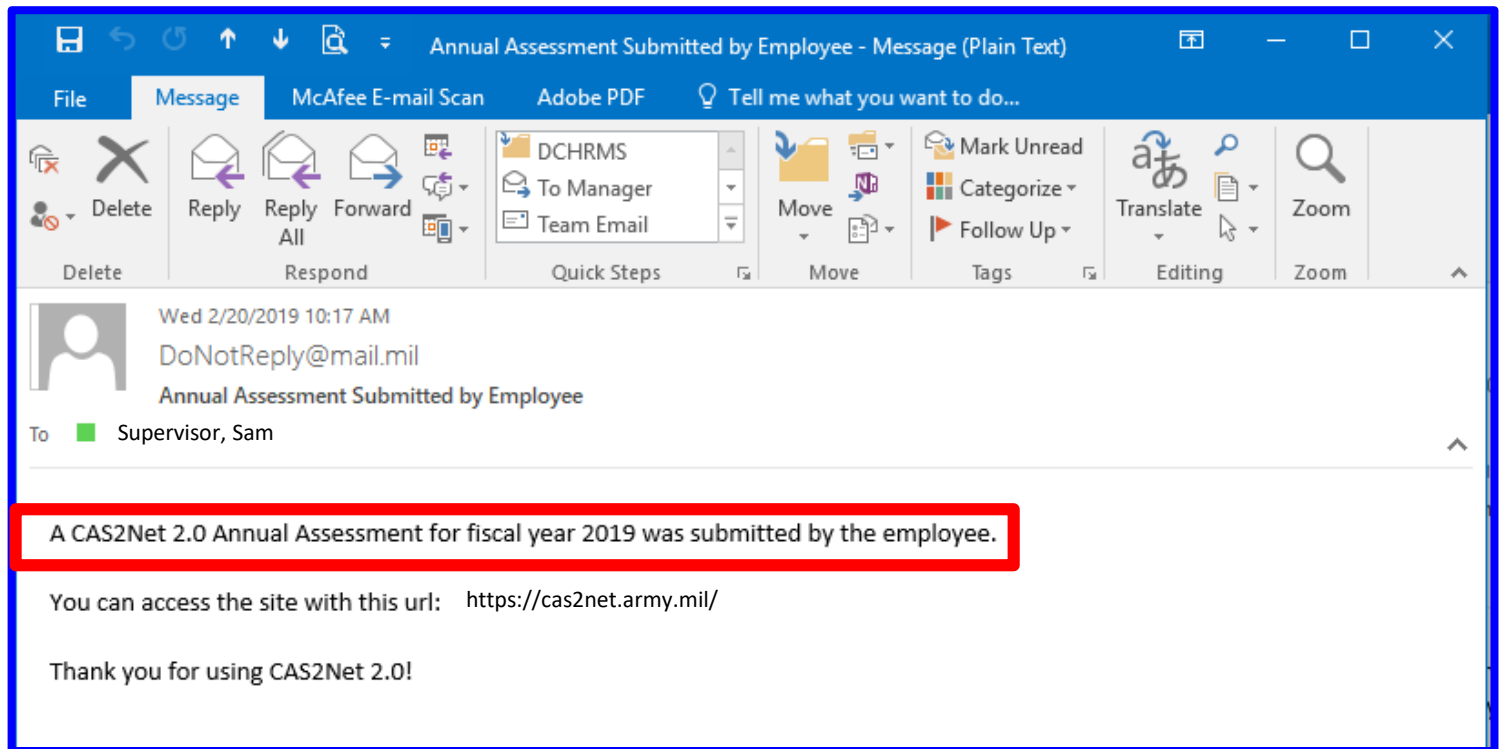 Annual Assessment Submitted by Employee - Message (Plain Text)
File Message McAfee E-mail Scan Adobe PDF Tell me what you want to do...
Delete
Reply
Reply All
Forward
DCHRMS
To Manager
Team Email
Move
Mark Unread
Categorize
Follow Up
Translate
Zoom
Delete Respond Quick Steps Move Tags Editing Zoom
Wed 2/20/2019 10:17 AM
DoNotReply@mail.mil
Annual Assessment Submitted by Employee
To Supervisor, Sam
A CAS2Net 2.0 Annual Assessment for fiscal year 2019 was submitted by the employee.
You can access the site with this url: https://cas2net.army.mil/
Thank you for using CAS2Net 2.0!